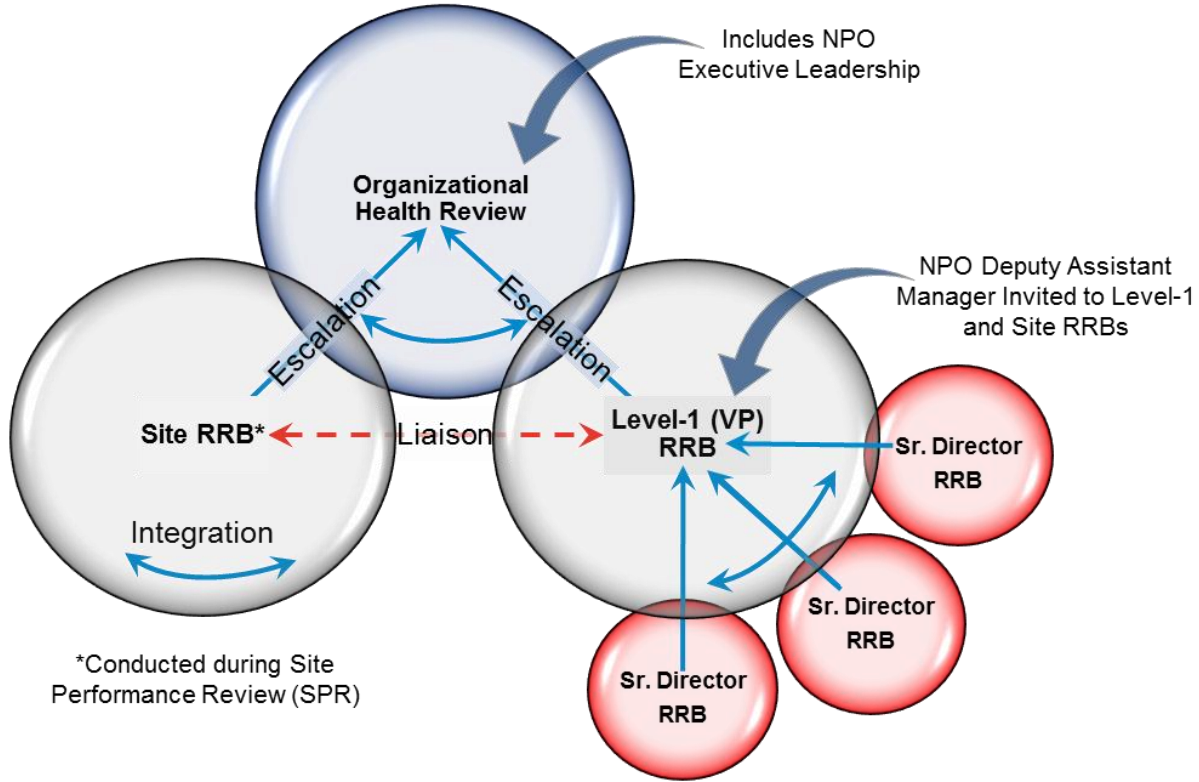 Includes NPO
Executive Leadership
Organizational
Health Review
NPO Deputy Assistant
Manager Invited to Level-1
and Site RRBs
Escalation
Escalation
Site RRB*
Liaison
Level-1 (VP)
RRB
Sr. Director
RRB
Integration
Sr. Director
RRB
Sr. Director
RRB
*Conducted during Site
Performance Review (SPR)